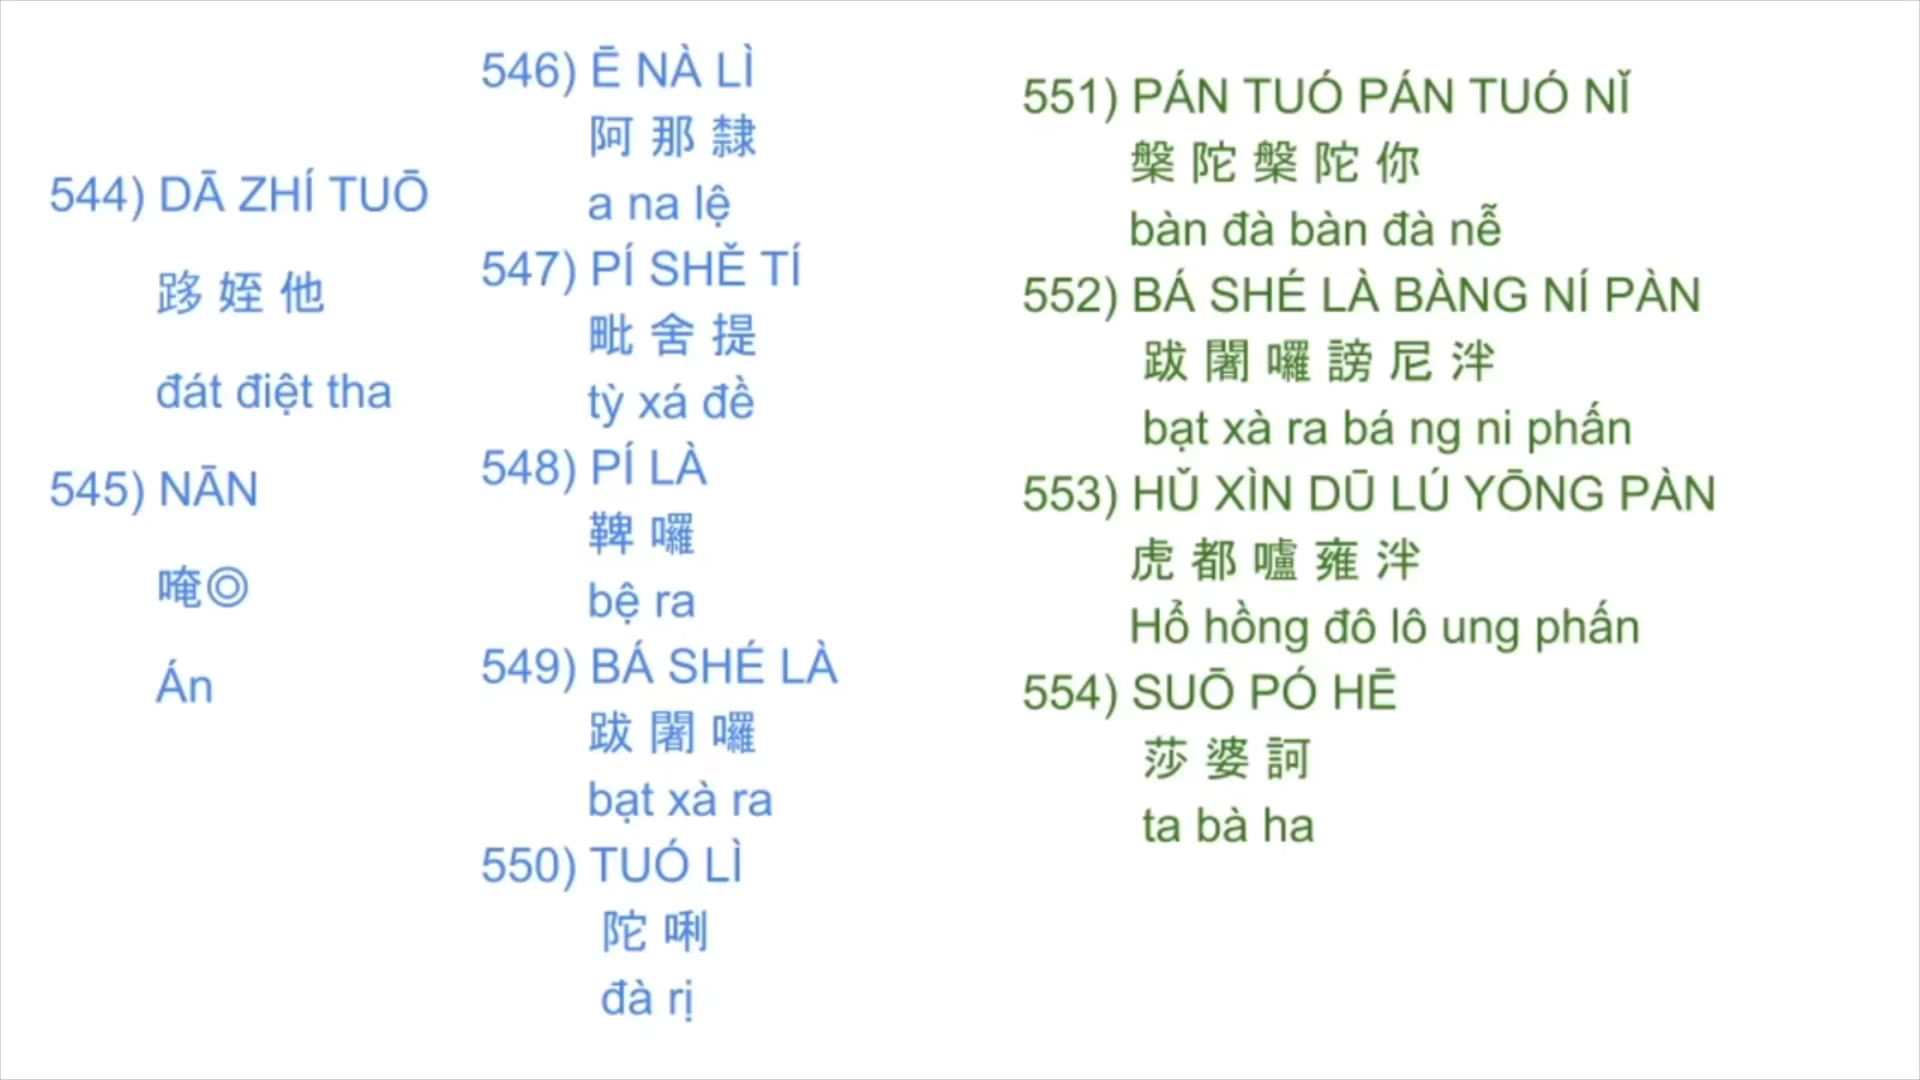 544) DĀ ZHÍ TUŌ
跢 姪 他
đát điệt tha
545) NĀN
唵◎
Án
546) Ē NÀ LÌ
阿 那 隸
a na lệ
547) PÍ SHĚ TÍ
毗 舍 提
tỳ xá đề
548) PÍ LÀ
鞞 囉
bệ ra
549) BÁ SHÉ LÀ
跋 闍 囉
bạt xà ra
550) TUÓ LÌ
陀 唎
đà rị
551) PÁN TUÓ PÁN TUÓ NǏ
槃 陀 槃 陀 你
bàn đà bàn đà nễ
552) BÁ SHÉ LÀ BÀNG NÍ PÀN
跋 闍 囉 謗 尼 泮
bạt xà ra bá ng ni phấn
553) HǓ XÌN DŪ LÚ YŌNG PÀN
虎 都 嚧 雍 泮
Hổ hồng đô lô ung phấn
554) SUŌ PÓ HĒ
莎 婆 訶
ta bà ha